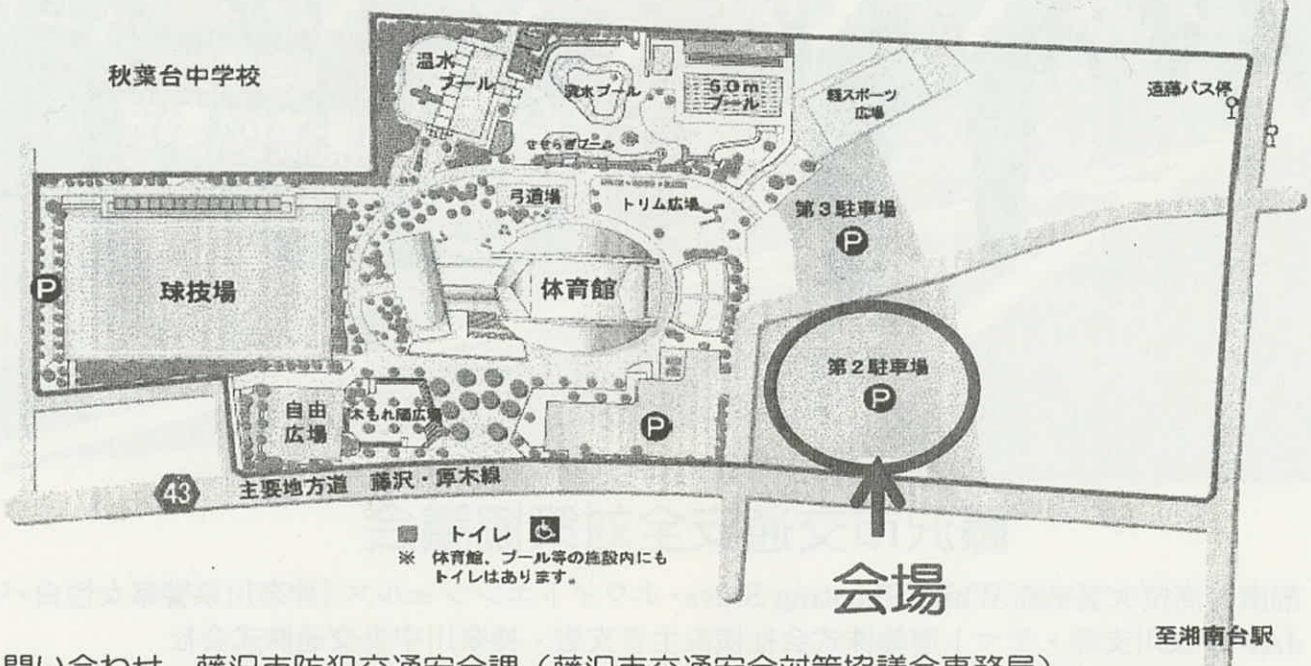 秋葉台中学校
温水
プール
流水プール
50m
プール
軽スポーツ
広場
遠藤バス停
せせらぎプール
弓道場
トリム広場
第3駐車場
P
P
球技場
体育館
第2駐車場
P
自由
広場
木もれ陽広場
P
43 主要地方道 藤沢・厚木線
トイレ
※ 体育館、プール等の施設内にも
トイレはあります。
会場
至湘南台駅
問い合わせ 藤沢市防犯交通安全課(藤沢市交通安全対策協議会事務局)